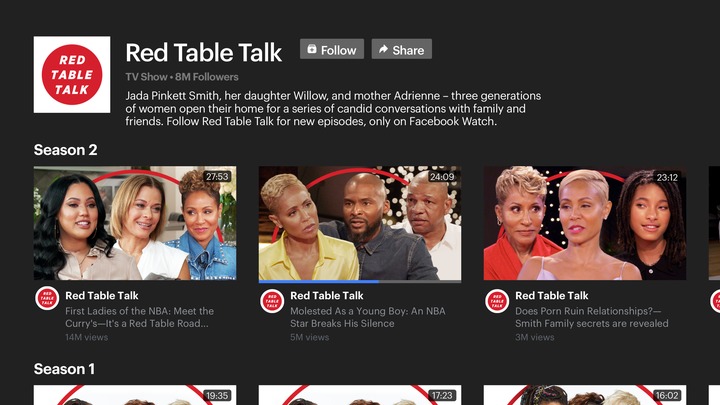 RED
TABLE
TALK
Red Table Talk
Follow
Share
TV Show • 8M Followers
Jada Pinkett Smith, her daughter Willow, and mother Adrienne – three generations
of women open their home for a series of candid conversations with family and
friends. Follow Red Table Talk for new episodes, only on Facebook Watch.
Season 2
27:53
24:09
23:12
RED
TABLE
TALK
Red Table Talk
First Ladies of the NBA: Meet the
Curry's—It's a Red Table Road...
14M views
RED
TABLE
TALK
Red Table Talk
Molested As a Young Boy: An NBA
Star Breaks His Silence
5M views
RED
TABLE
TALK
Red Table Talk
Does Porn Ruin Relationships?—
Smith Family secrets are revealed
3M views
Season 1
19:35
17:23
16:02